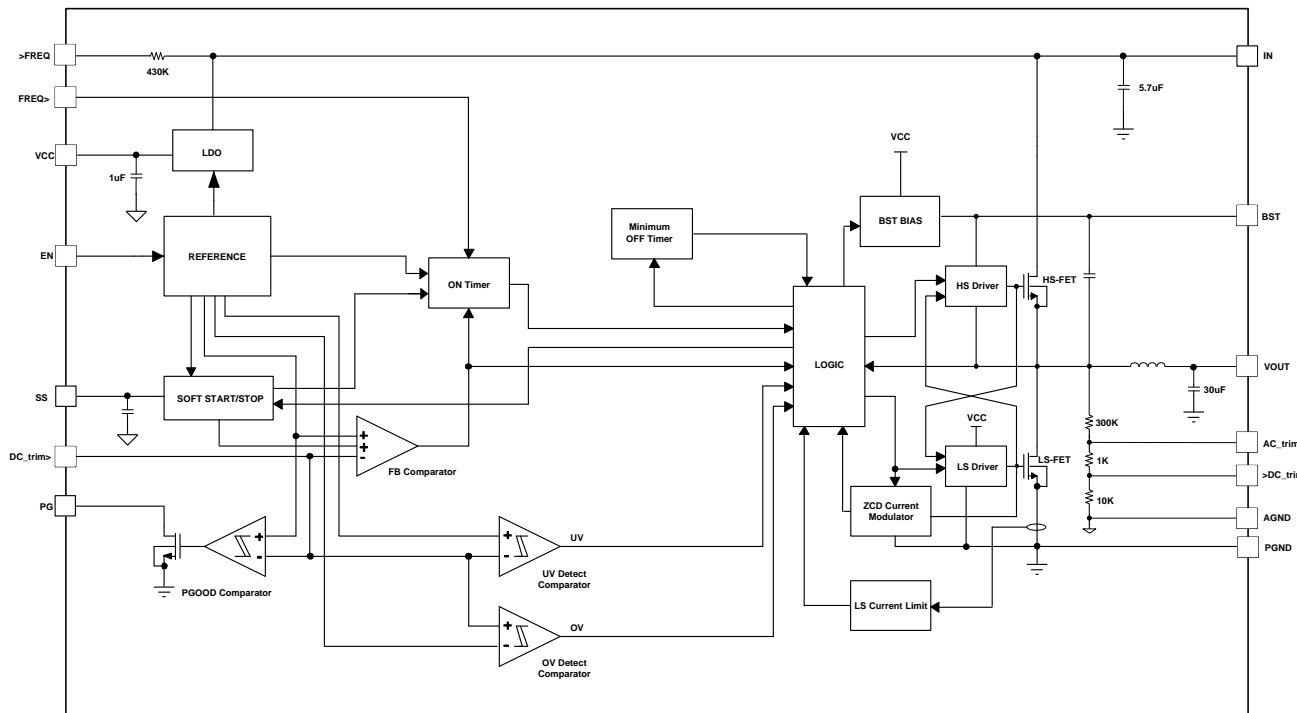 >FREQ
430K
IN
5.7uF
FREQ>
VCC
LDO
VCC
1uF
BST BIAS
BST
Minimum
OFF Timer
EN
REFERENCE
ON Timer
HS Driver
HS-FET
LOGIC
VOUT
30uF
SS
SOFT START/STOP
300K
VCC
AC_trim
+
+
-
FB Comparator
DC_trim>
1K
LS-FET
LS Driver
>DC_trim
10K
PG
ZCD Current
Modulator
AGND
+
-
PGOOD Comparator
+
-
UV
UV Detect
Comparator
PGND
LS Current Limit
+
-
OV
OV Detect
Comparator